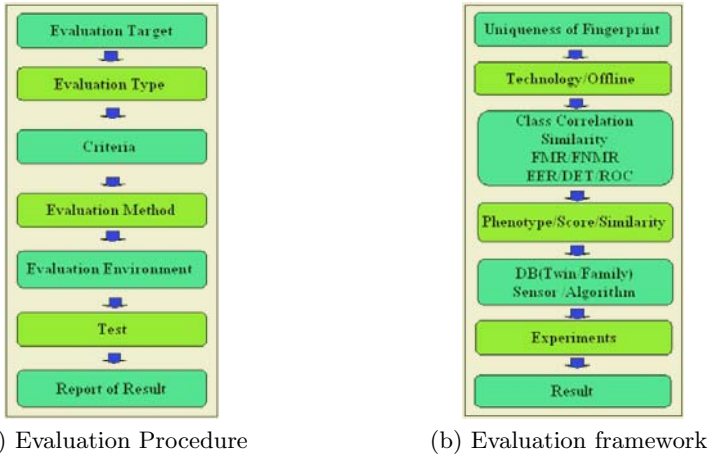 Evaluation Target
Evaluation Type
Criteria
Evaluation Method
Evaluation Environment
Test
Report of Result
) Evaluation Procedure
Uniqueness of Fingerprint
Technology/Offline
Class Correlation
Similarity
FMR/FNMR
EER/DET/ROC
Phenotype/Score/Similarity
DB(Twin/Family)
Sensor /Algorithm
Experiments
Result
(b) Evaluation framework